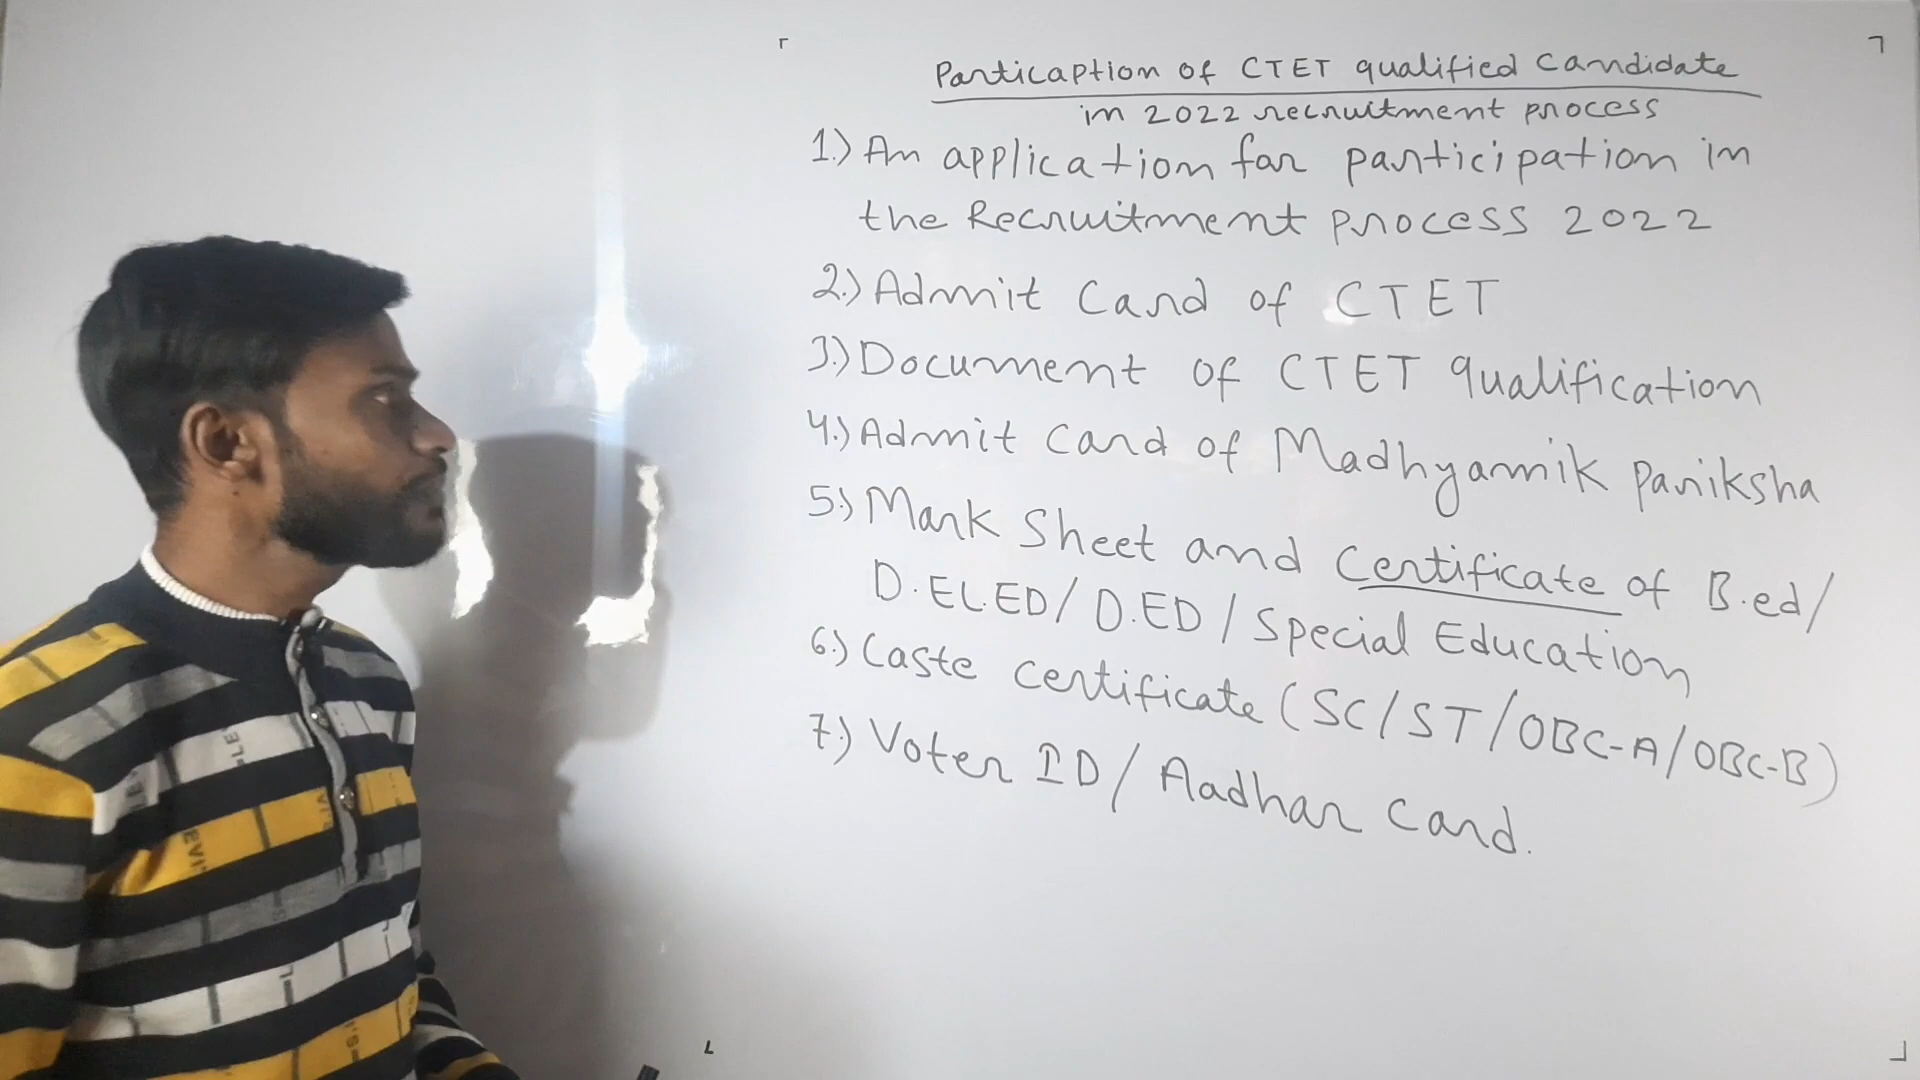 Particaption of CTET qualified Candidate
in 2022 recruitment process
1.) An application for participation in
the Recruitment process 2022
2.) Admit Card of CTET
3.) Document of CTET qualification
4.) Admit card of Madhyamik Pariksha
5.) Mark Sheet and Certificate of B.ed/
D.EL.ED/ D.ED / Special Education
6.) Caste certificate (SC/ST/OBC-A/OBC-B)
7.) Voter ID/ Aadhar Card.